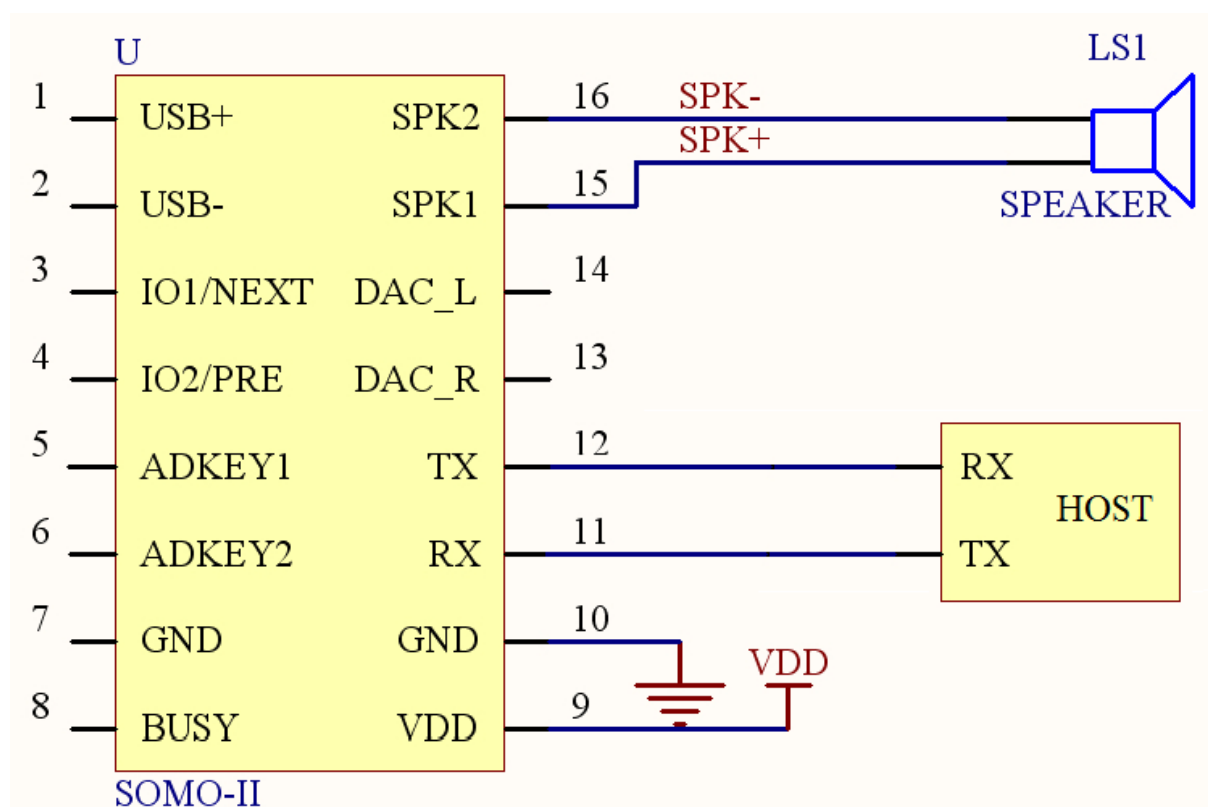 U
LS1
1
USB+
SPK2
16
SPK-
SPK+
2
USB-
SPK1
15
SPEAKER
3
IO1/NEXT
DAC_L
14
4
IO2/PRE
DAC_R
13
5
ADKEY1
TX
12
RX
HOST
6
ADKEY2
RX
11
TX
7
GND
GND
10
VDD
8
BUSY
VDD
9
SOMO-II